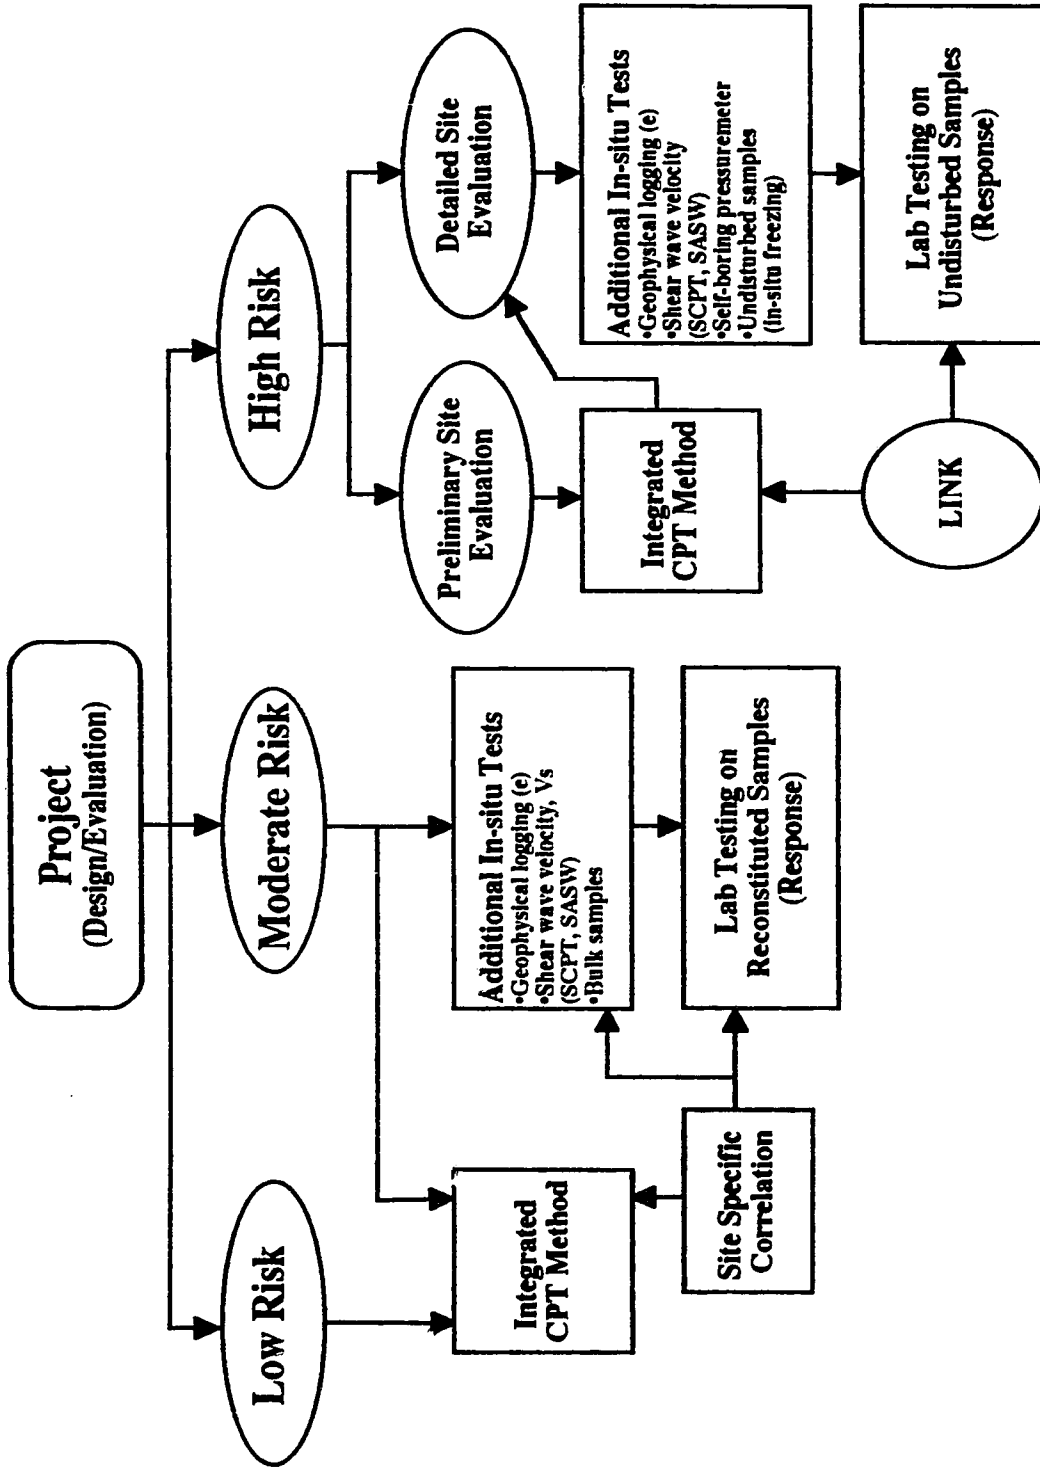 Project
(Design/Evaluation)
Low Risk
Moderate Risk
High Risk
Preliminary Site
Evaluation
Detailed Site
Evaluation
Integrated
CPT Method
Additional In-situ Tests
•Geophysical logging (e)
•Shear wave velocity, Vs
(SCPT, SASW)
•Bulk samples
Integrated
CPT Method
Additional In-situ Tests
•Geophysical logging (e)
•Shear wave velocity
(SCPT, SASW)
•Self-boring pressuremeter
•Undisturbed samples
(in-situ freezing)
Site Specific
Correlation
Lab Testing on
Reconstituted Samples
(Response)
LINK
Lab Testing on
Undisturbed Samples
(Response)